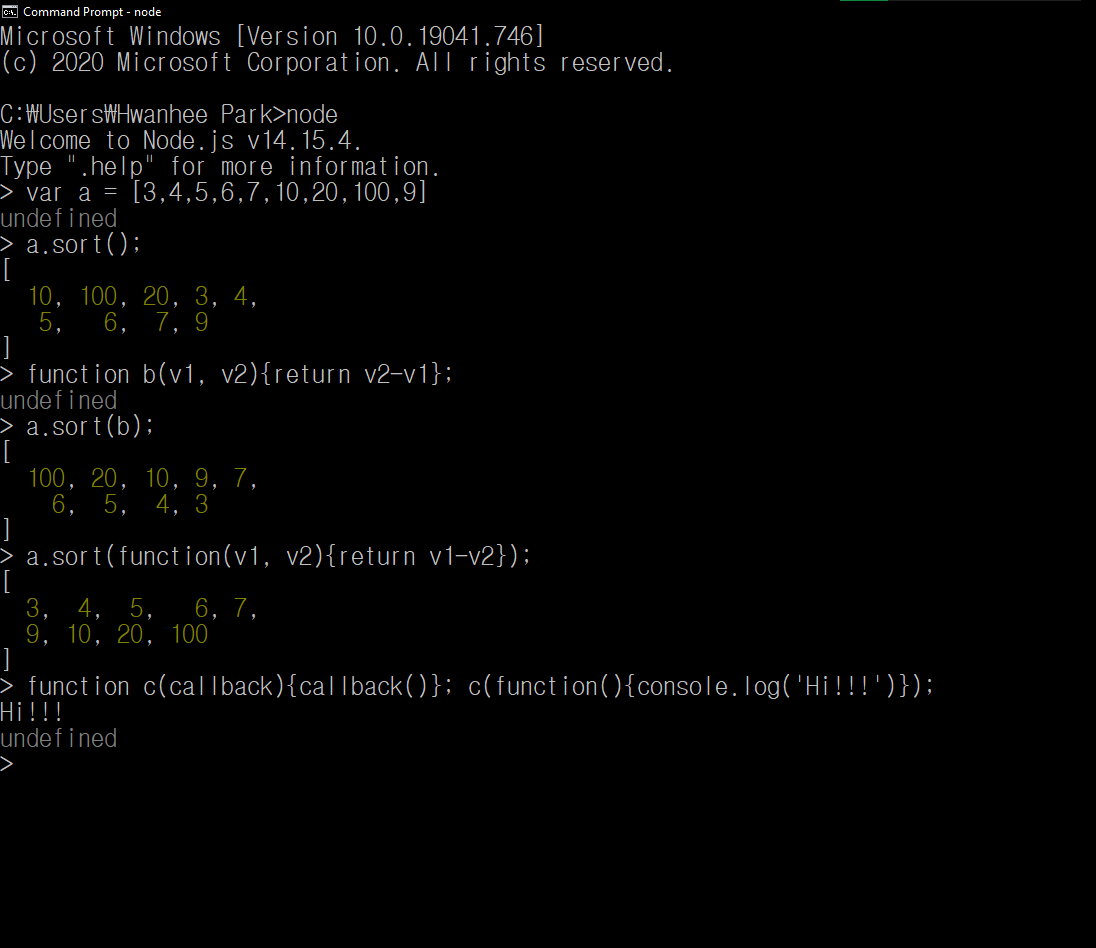 Command Prompt - node
Microsoft Windows [Version 10.0.19041.746]
(c) 2020 Microsoft Corporation. All rights reserved.
C:₩Users₩Hwanhee Park>node
Welcome to Node.js v14.15.4.
Type ".help" for more information.
> var a = [3,4,5,6,7,10,20,100,9]
undefined
> a.sort();
[
  10, 100, 20, 3, 4,
   5,   6,  7, 9
]
> function b(v1, v2){return v2-v1};
undefined
> a.sort(b);
[
  100, 20, 10, 9, 7,
    6,  5,  4, 3
]
> a.sort(function(v1, v2){return v1-v2});
[
  3,  4,  5,   6, 7,
  9, 10, 20, 100
]
> function c(callback){callback()}; c(function(){console.log('Hi!!!')});
Hi!!!
undefined
>